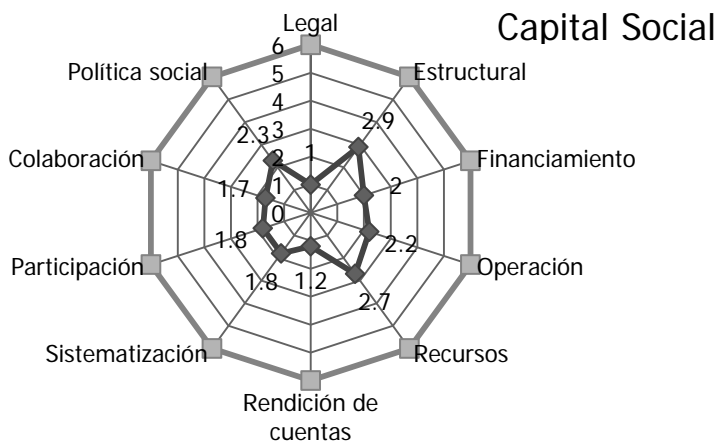 Capital Social
Legal
6
Política social
5
Estructural
4
2.9
2.3
3
Colaboración
2
1
Financiamiento
1.7
1
2
0
1.8
2.2
Participación
Operación
1.8
1.2
2.7
Sistematización
Recursos
Rendición de
cuentas